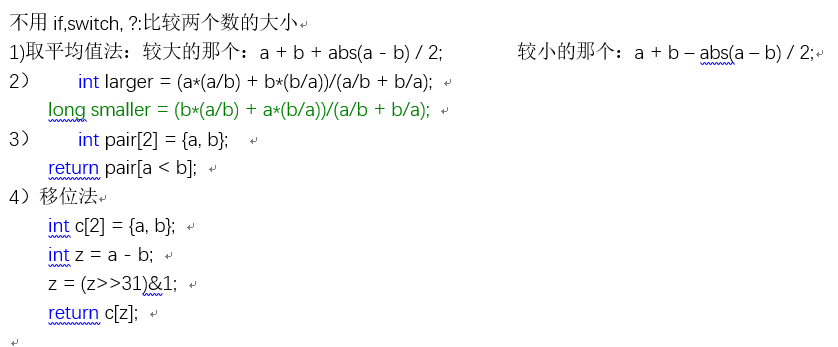 不用 if,switch, ?:比较两个数的大小
1)取平均值法：较大的那个：a + b + abs(a - b) / 2; 较小的那个：a + b – abs(a – b) / 2;
2） int larger = (a*(a/b) + b*(b/a))/(a/b + b/a);
long smaller = (b*(a/b) + a*(b/a))/(a/b + b/a);
3） int pair[2] = {a, b};
return pair[a < b];
4）移位法
int c[2] = {a, b};
int z = a - b;
z = (z>>31)&1;
return c[z];